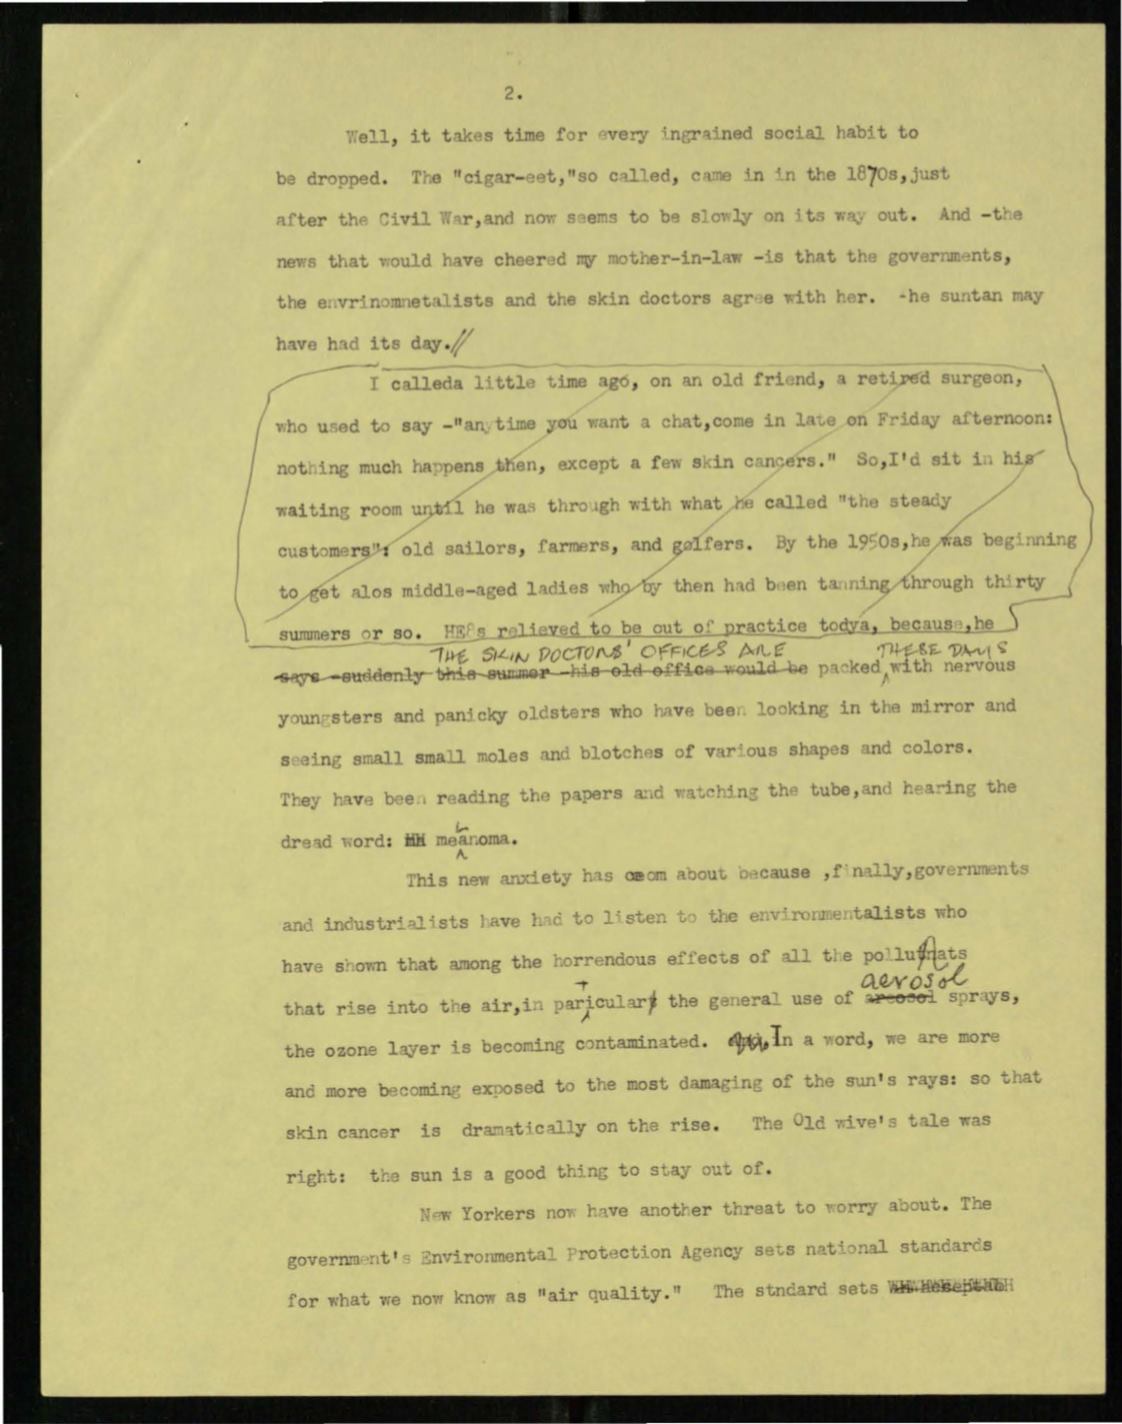 2.
Well, it takes time for every ingrained social habit to
be dropped. The "cigar-eet,"so called, came in in the 1870s,just
after the Civil War,and now seems to be slowly on its way out. And -the
news that would have cheered my mother-in-law -is that the governments,
the envrinomnetalists and the skin doctors agree with her. -he suntan may
have had its day.//
I calleda little time ago, on an old friend, a retired surgeon,
who used to say -"anytime you want a chat,come in late on Friday afternoon:
nothing much happens then, except a few skin cancers." So,I'd sit in his
waiting room until he was through with what he called "the steady
customers": old sailors, farmers, and golfers. By the 1950s,he was beginning
to get alos middle-aged ladies who by then had been tanning through thirty
summers or so. HE8s relieved to be out of practice todya, because,he
THE SKIN DOCTORS' OFFICES ARE THESE DAYS
says -suddenly this summer -his old office would be packed with nervous
youngsters and panicky oldsters who have been looking in the mirror and
seeing small small moles and blotches of various shapes and colors.
They have been reading the papers and watching the tube,and hearing the
L
dread word: meanoma.
This new anxiety has com about because ,finally,governments
and industrialists have had to listen to the environmentalists who
have shown that among the horrendous effects of all the pollutnats
T aerosol
that rise into the air,in paricular the general use of areosol sprays,
the ozone layer is becoming contaminated. In a word, we are more
and more becoming exposed to the most damaging of the sun's rays: so that
skin cancer is dramatically on the rise. The Old wive's tale was
right: the sun is a good thing to stay out of.
New Yorkers now have another threat to worry about. The
government's Environmental Protection Agency sets national standards
for what we now know as "air quality." The stndard sets